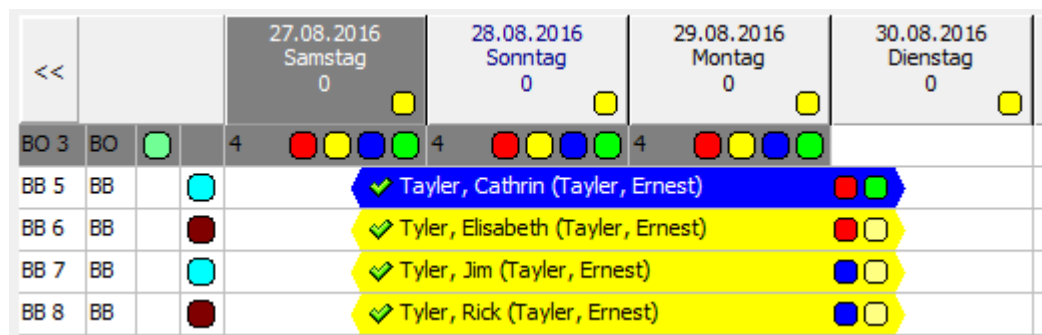 <<
27.08.2016
Samstag
0
28.08.2016
Sonntag
0
29.08.2016
Montag
0
30.08.2016
Dienstag
0
BO 3 BO 4 4 4
BB 5 BB Tayler, Cathrin (Tayler, Ernest)
BB 6 BB Tyler, Elisabeth (Tayler, Ernest)
BB 7 BB Tyler, Jim (Tayler, Ernest)
BB 8 BB Tyler, Rick (Tayler, Ernest)